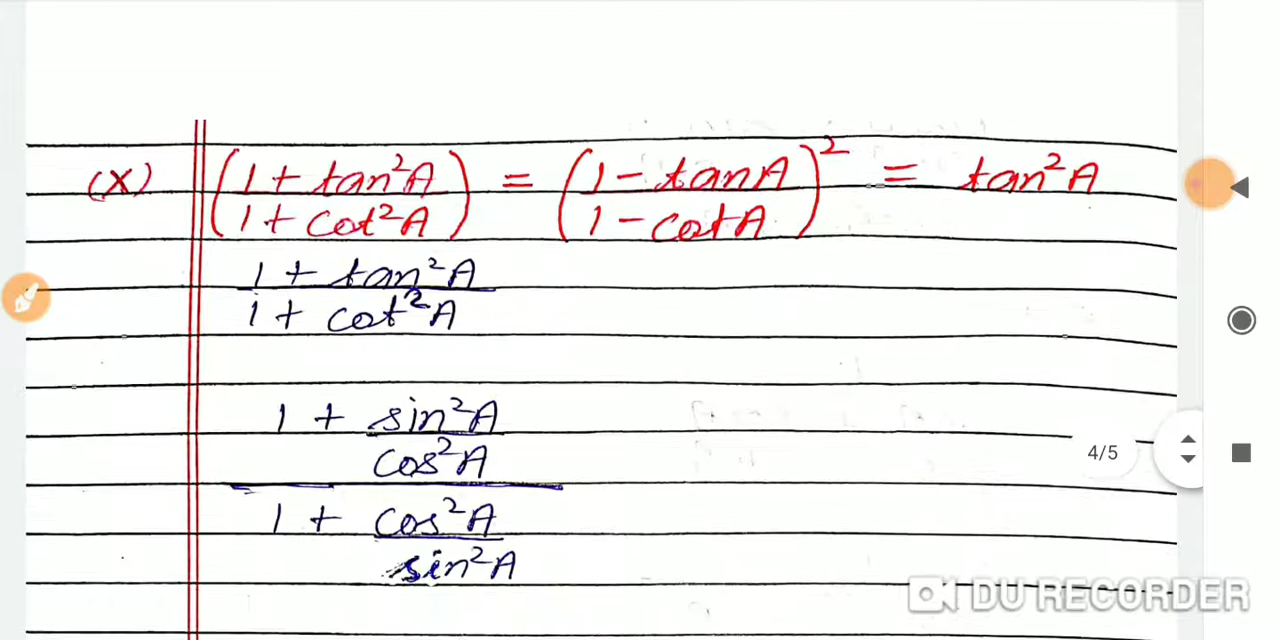 (X) (1 + tan²A / 1 + cot²A) = (1 - tanA / 1 - cotA)² = tan²A
1 + tan²A
1 + cot²A
1 + sin²A
cos²A
1 + cos²A
sin²A
4/5
DU RECORDER